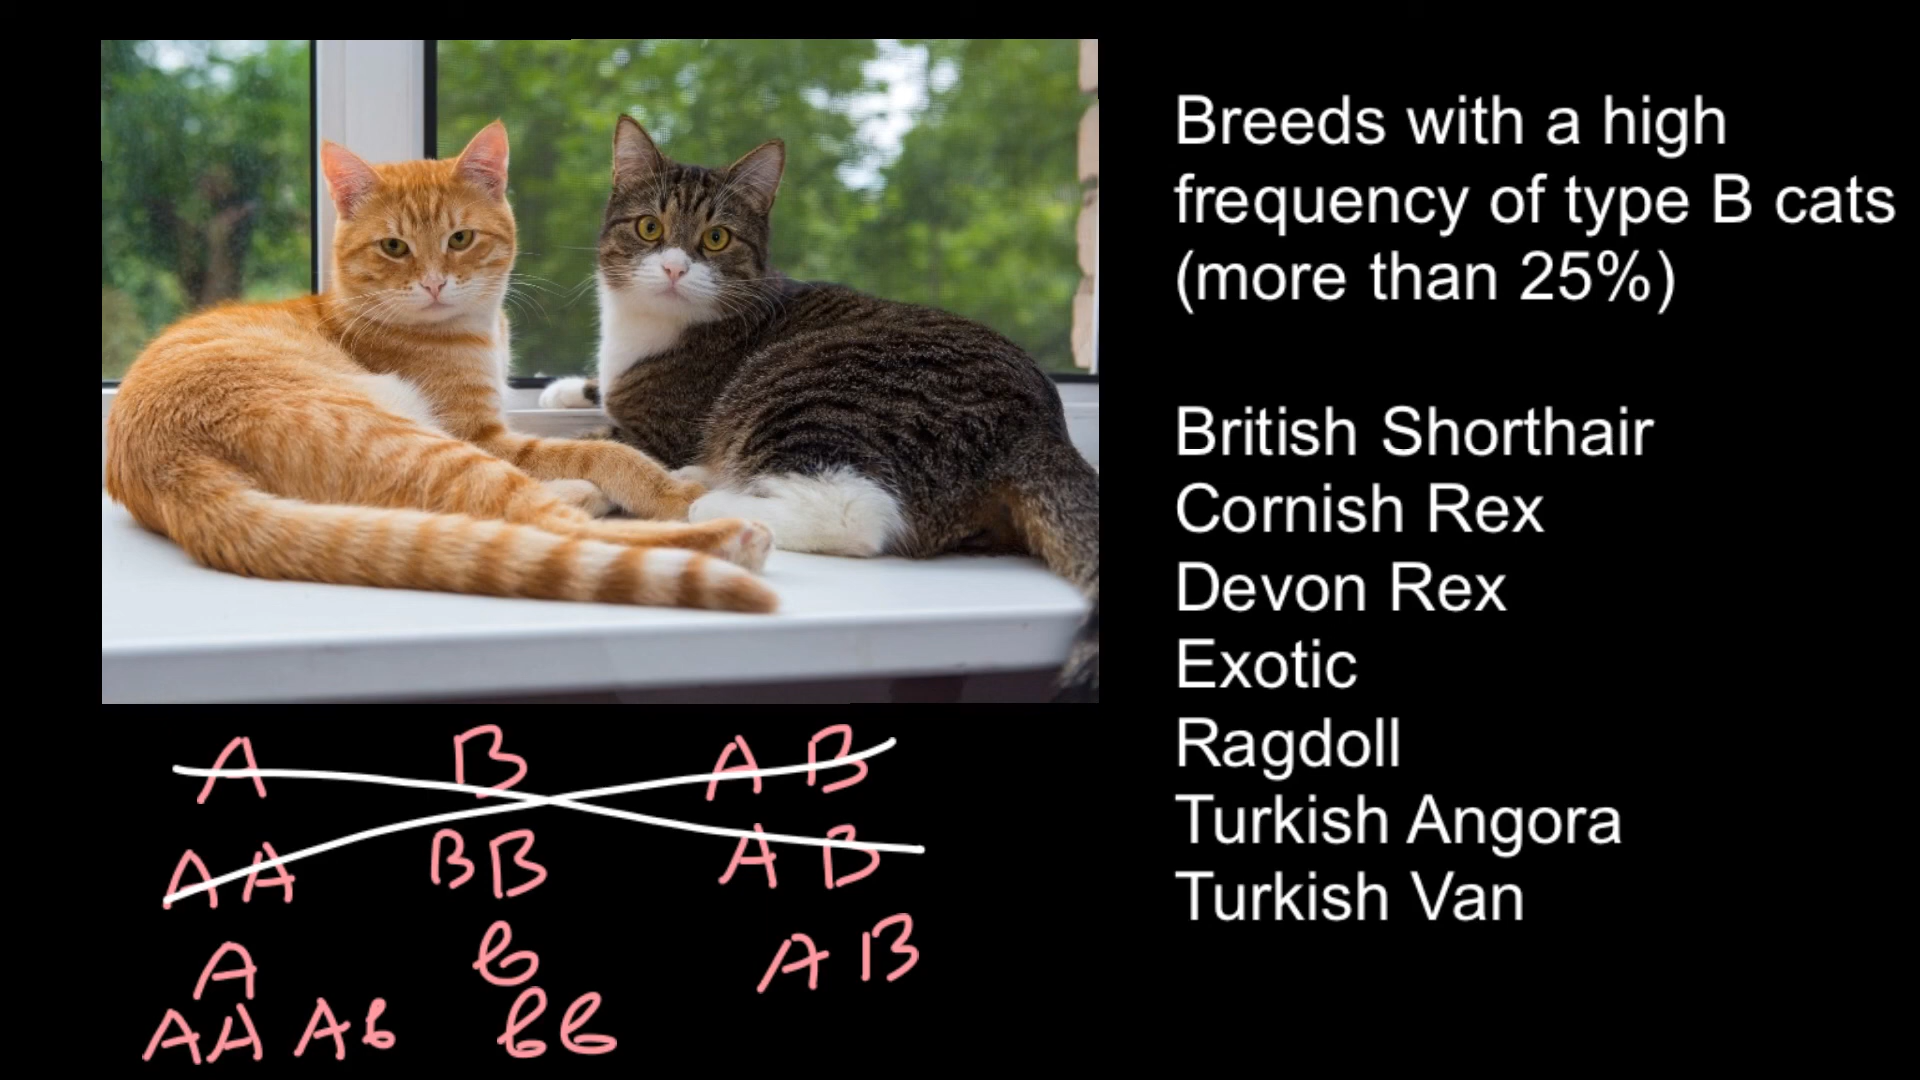 Breeds with a high
frequency of type B cats
(more than 25%)
British Shorthair
Cornish Rex
Devon Rex
Exotic
Ragdoll
Turkish Angora
Turkish Van
A B AB
AA BB AB
A b AB
AA Ab bb